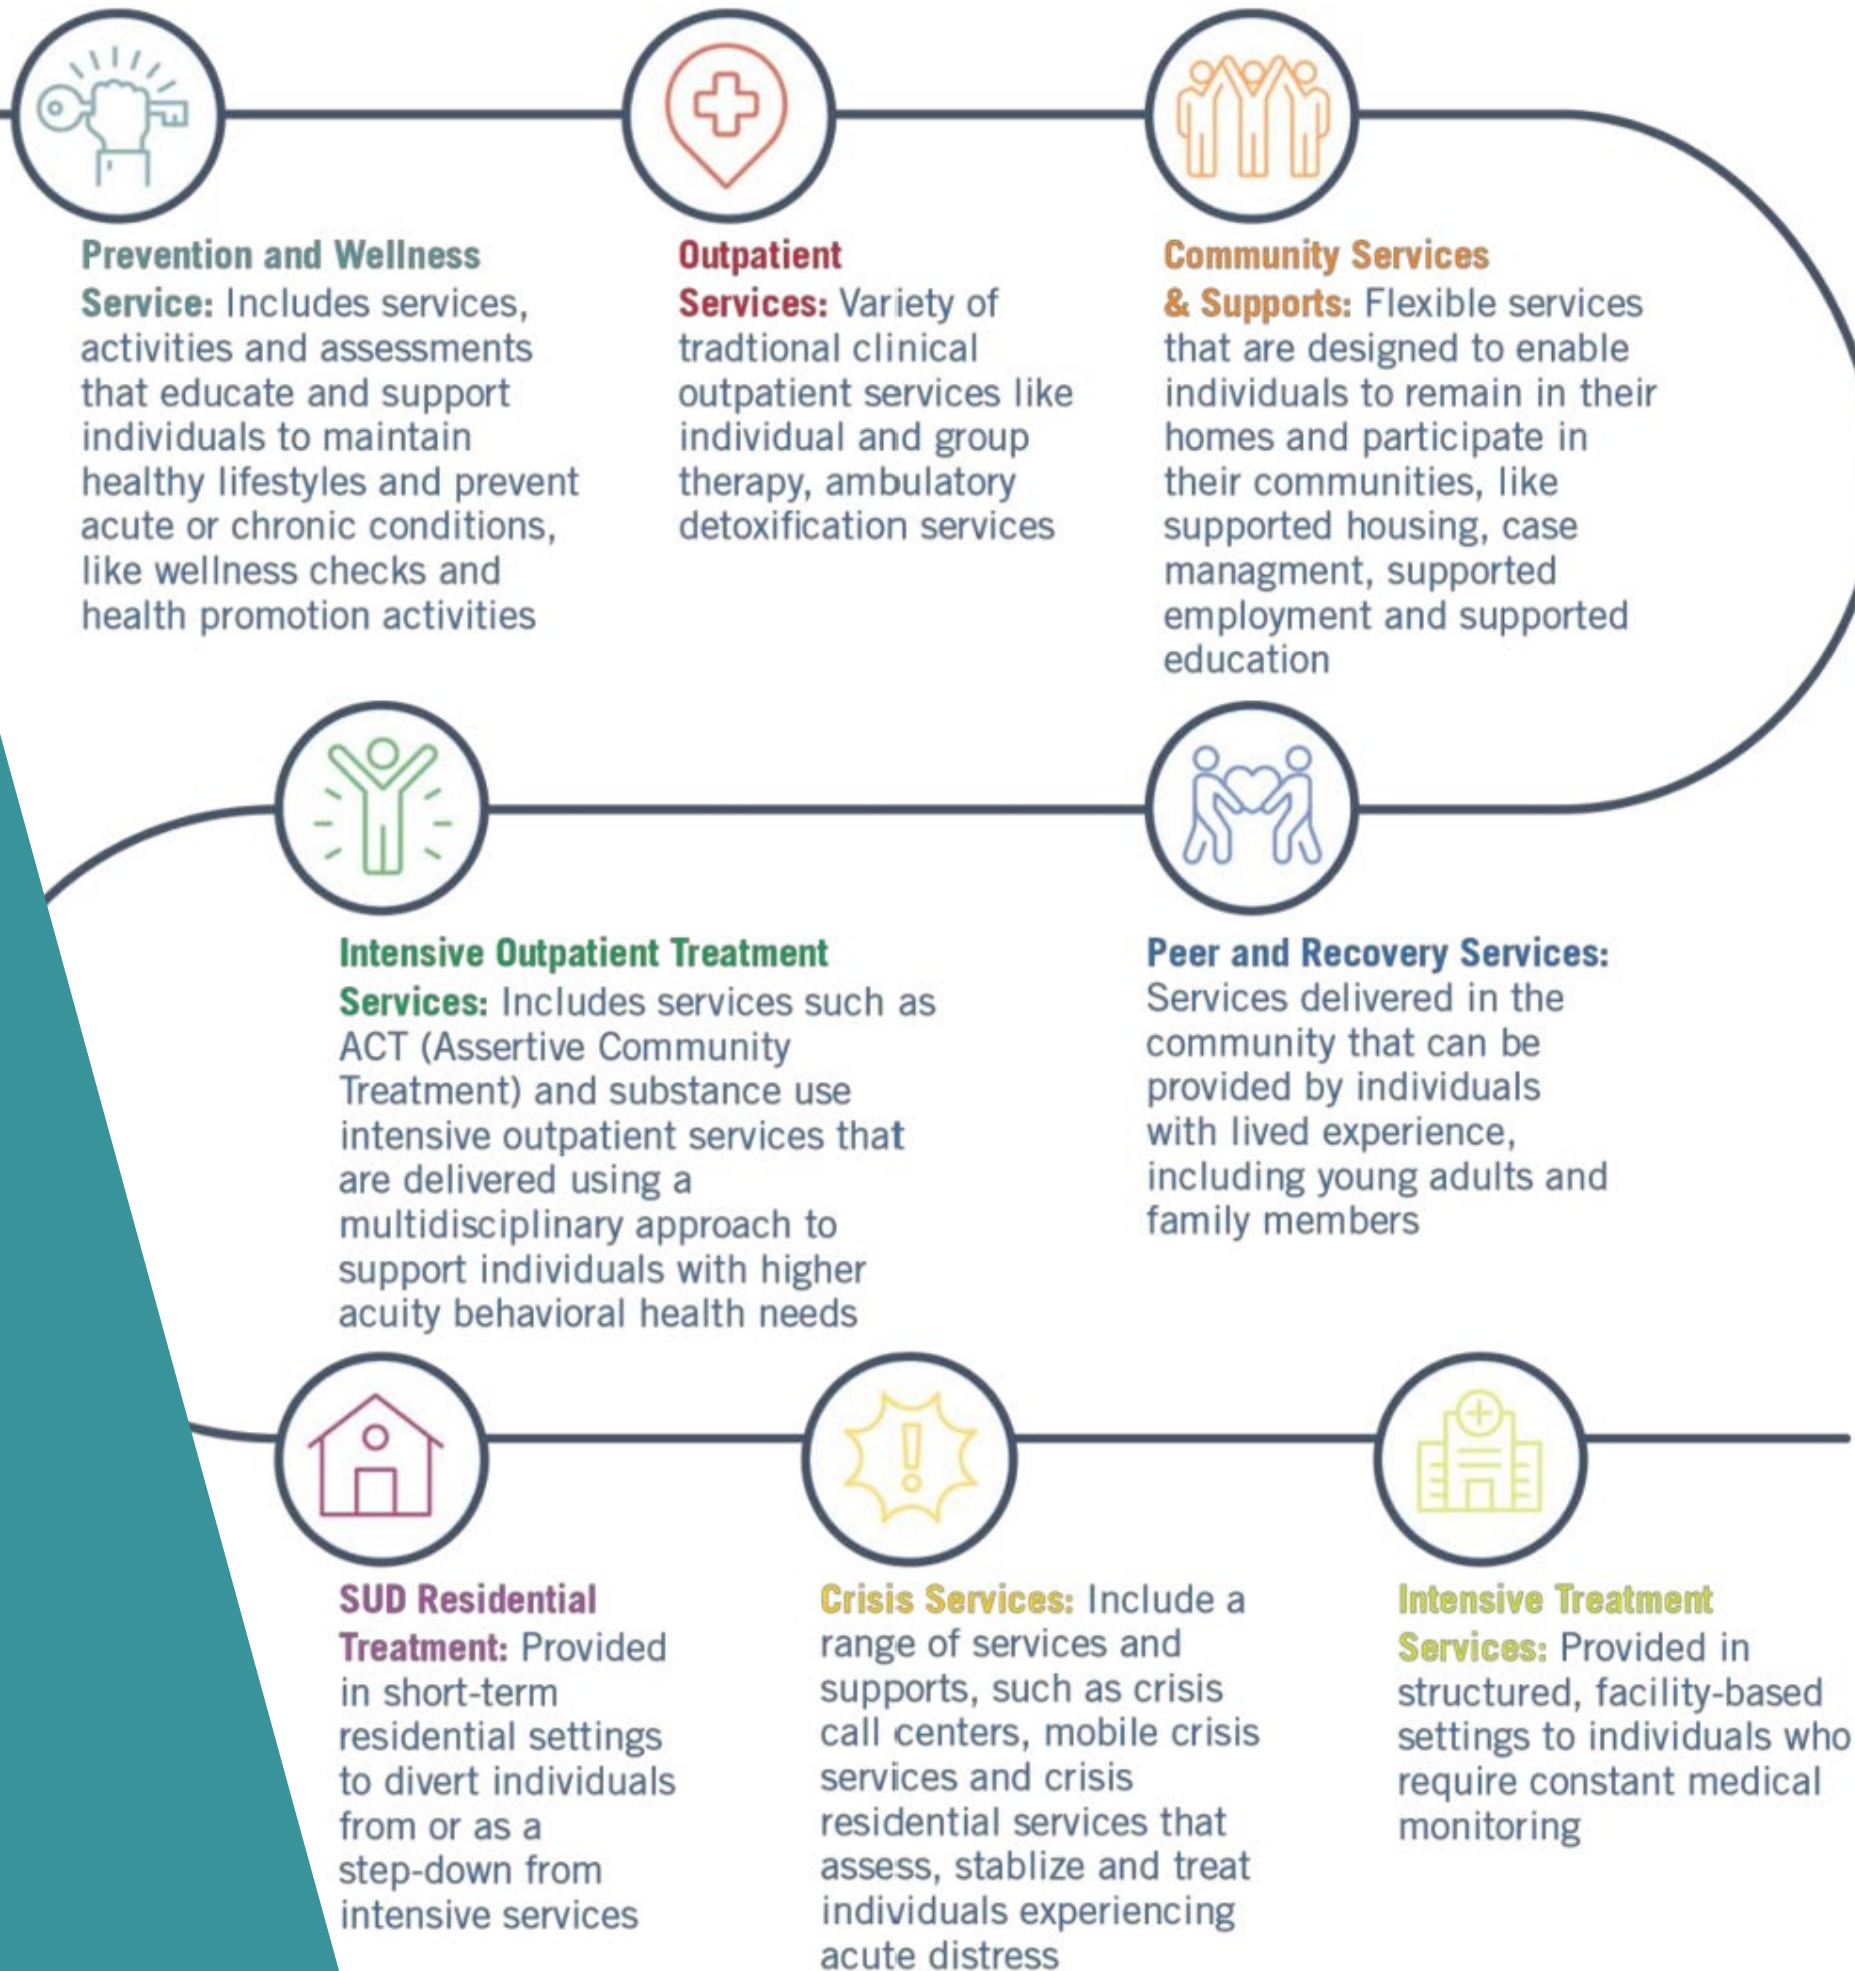 Prevention and Wellness
Service: Includes services,
activities and assessments
that educate and support
individuals to maintain
healthy lifestyles and prevent
acute or chronic conditions,
like wellness checks and
health promotion activities
Outpatient
Services: Variety of
tradtional clinical
outpatient services like
individual and group
therapy, ambulatory
detoxification services
Community Services
& Supports: Flexible services
that are designed to enable
individuals to remain in their
homes and participate in
their communities, like
supported housing, case
managment, supported
employment and supported
education
Intensive Outpatient Treatment
Services: Includes services such as
ACT (Assertive Community
Treatment) and substance use
intensive outpatient services that
are delivered using a
multidisciplinary approach to
support individuals with higher
acuity behavioral health needs
Peer and Recovery Services:
Services delivered in the
community that can be
provided by individuals
with lived experience,
including young adults and
family members
SUD Residential
Treatment: Provided
in short-term
residential settings
to divert individuals
from or as a
step-down from
intensive services
Crisis Services: Include a
range of services and
supports, such as crisis
call centers, mobile crisis
services and crisis
residential services that
assess, stablize and treat
individuals experiencing
acute distress
Intensive Treatment
Services: Provided in
structured, facility-based
settings to individuals who
require constant medical
monitoring